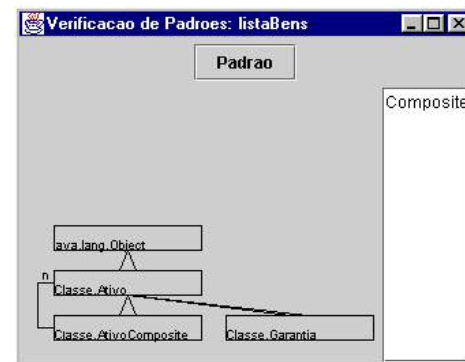 Verificacao de Padroes: listaBens
Padrao
Composite
ava.lang.Object
n
Classe.Ativo
Classe.AtivoComposite
Classe.Garantia